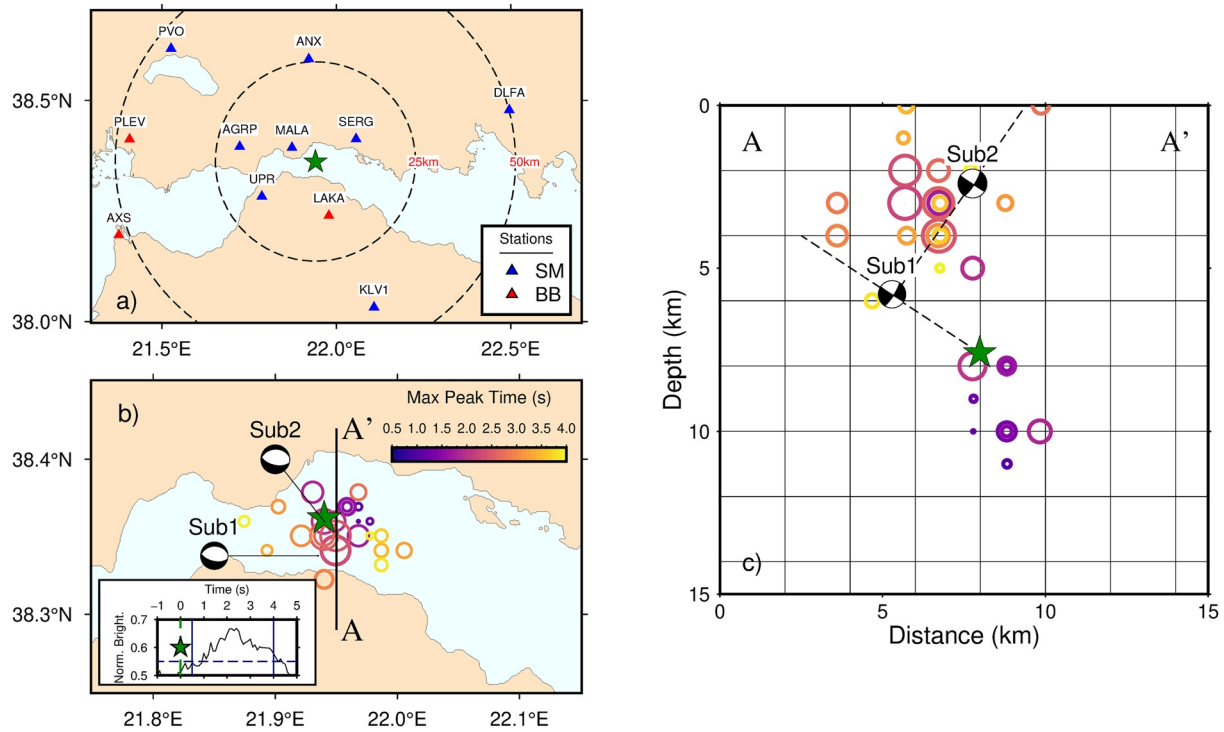 PVO
ANX
38.5°N
DLFA
PLEV
AGRP
MALA
SERG
25km
50km
UPR
LAKA
AXS
Stations
SM
BB
KLV1
a)
38.0°N
21.5°E
22.0°E
22.5°E
b)
Max Peak Time (s)
0.5 1.0 1.5 2.0 2.5 3.0 3.5 4.0
Sub2
A’
38.4°N
Sub1
Time (s)
−1 0 1 2 3 4 5
A
38.3°N
Norm. Bright.
0.7
0.6
0.5
21.8°E
21.9°E
22.0°E
22.1°E
0
A
A’
Sub2
Sub1
5
Depth (km)
10
c)
15
0 5 10 15
Distance (km)